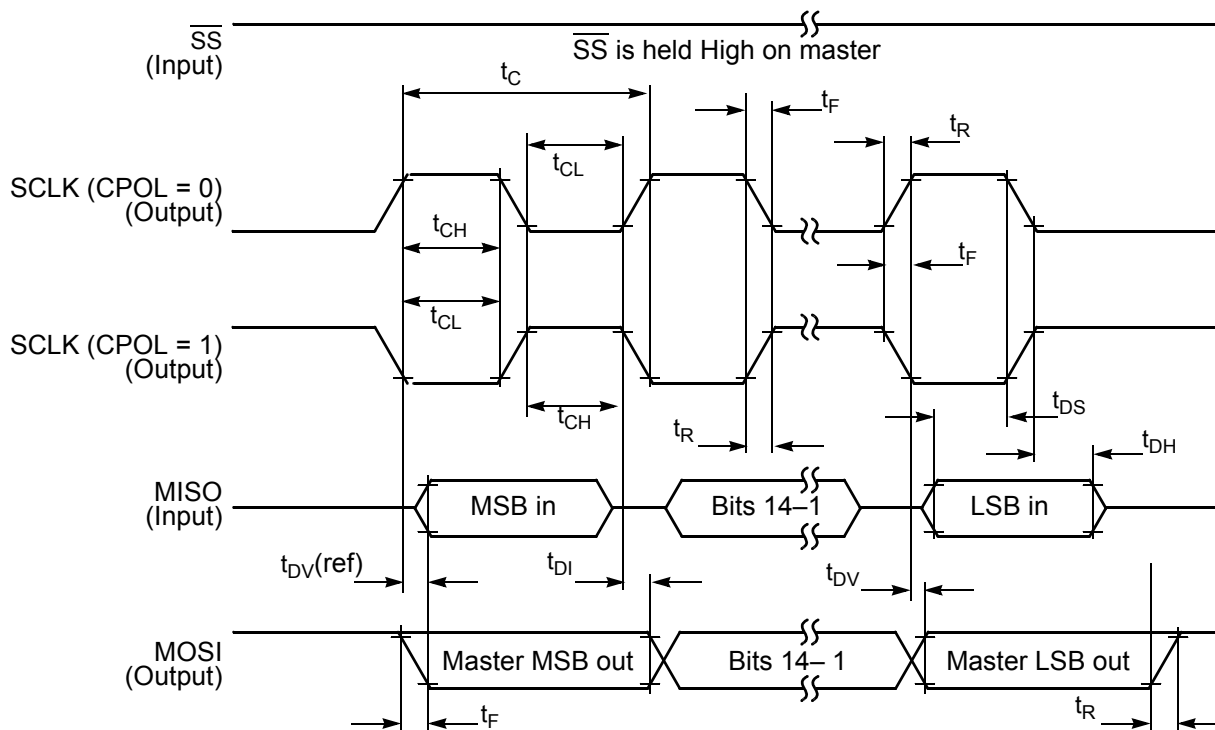 SS
(Input)
SS is held High on master
tC
tF
tR
tCL
SCLK (CPOL = 0)
(Output)
tCH
tF
tCL
SCLK (CPOL = 1)
(Output)
tCH
tR
tDS
tDH
MISO
(Input)
MSB in
Bits 14–1
LSB in
tDV(ref)
tDI
tDV
MOSI
(Output)
Master MSB out
Bits 14– 1
Master LSB out
tF
tR